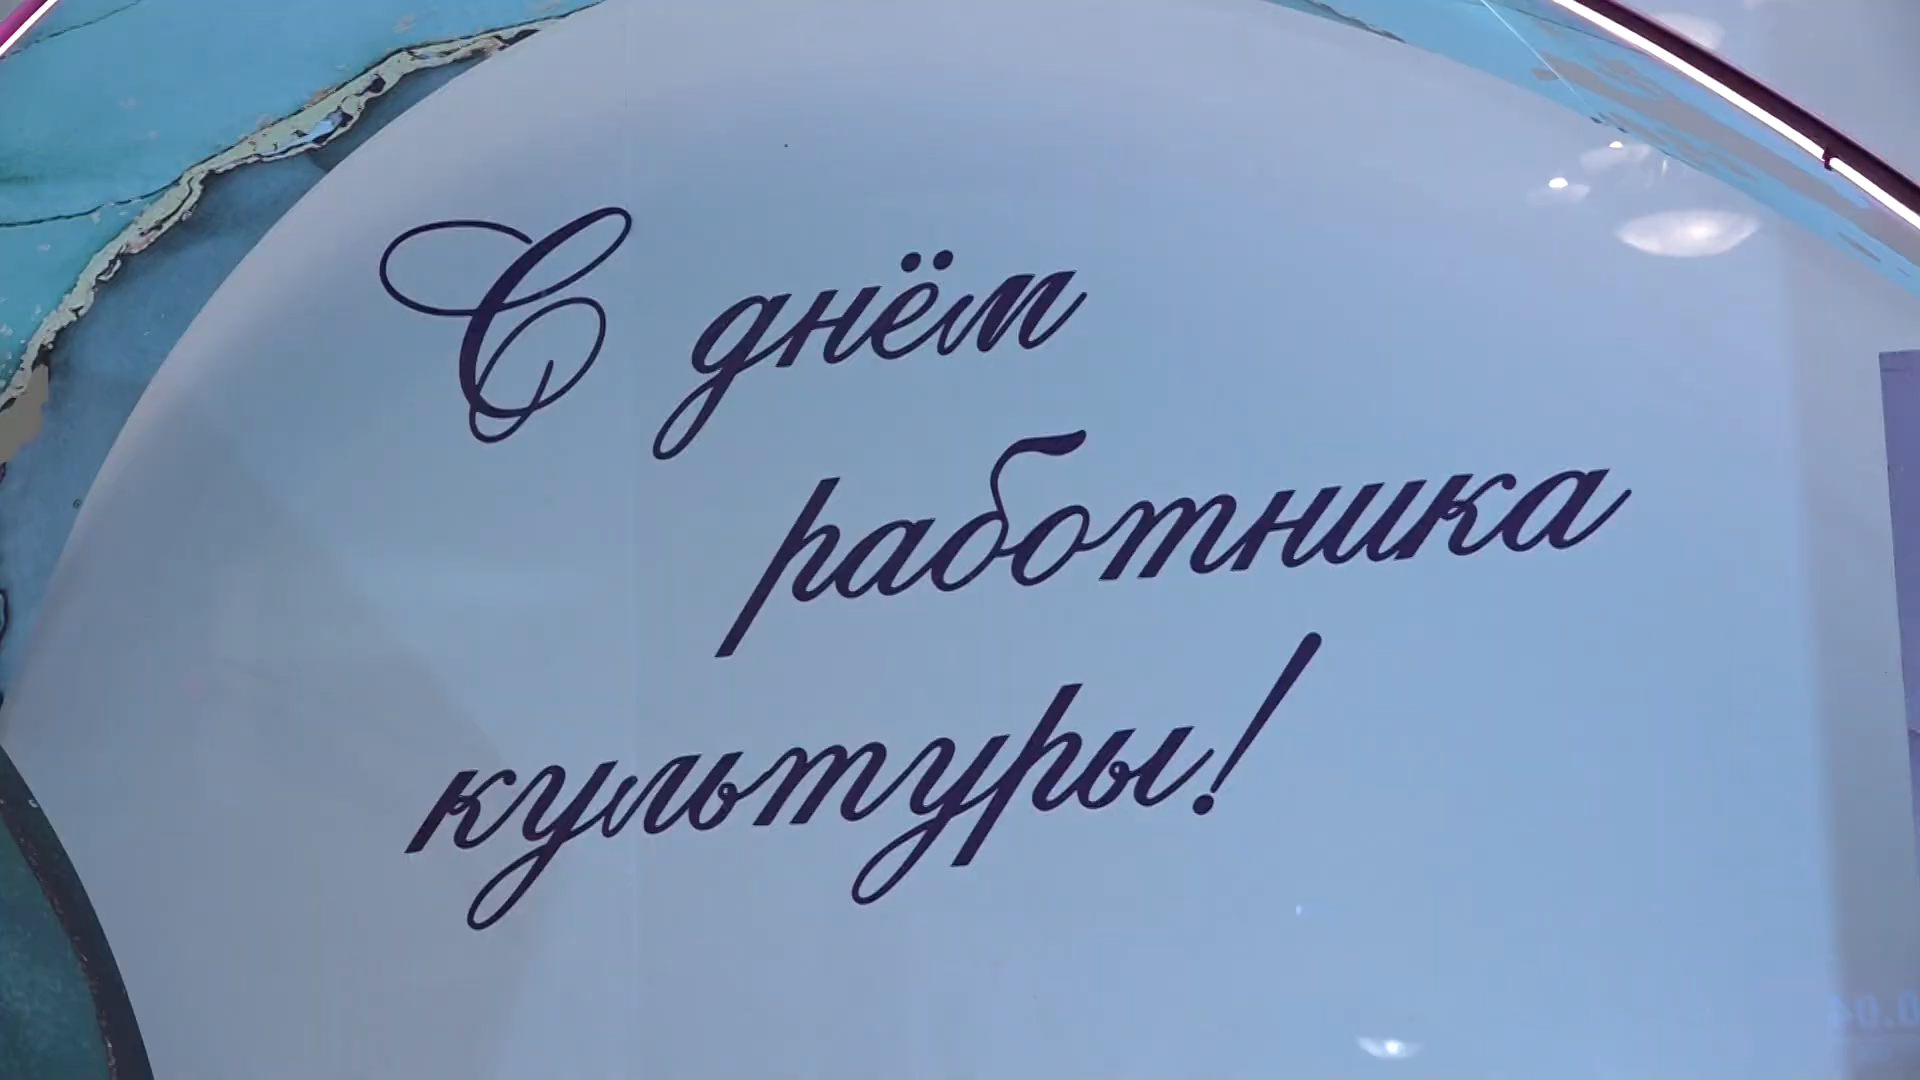 С днём
работника
культуры!